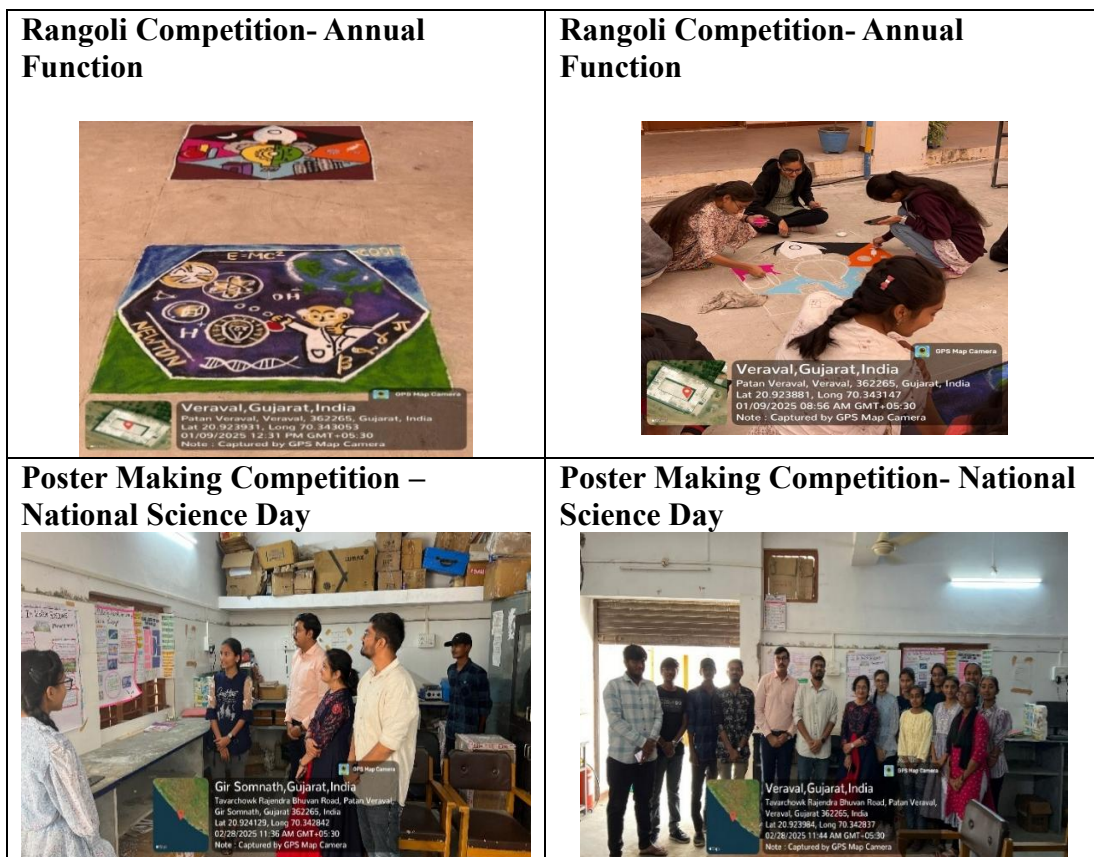 Rangoli Competition- Annual
Function
E=MC²
OH
H
NEWTON
π
β
GPS Map Camera
Veraval,Gujarat,India
Patan Veraval, Veraval, 362265, Gujarat, India
Lat 20.923931, Long 70.343053
01/09/2025 12:31 PM GMT+05:30
Note : Captured by GPS Map Camera
Rangoli Competition- Annual
Function
GPS Map Camera
Veraval,Gujarat,India
Patan Veraval, Veraval, 362265, Gujarat, India
Lat 20.923881, Long 70.343147
01/09/2025 08:56 AM GMT+05:30
Note : Captured by GPS Map Camera
Poster Making Competition –
National Science Day
GPS Map Camera
Gir Somnath,Gujarat,India
Tavarchowk Rajendra Bhuvan Road, Patan Veraval,
Gir Somnath, Gujarat 362265, India
Lat 20.924129, Long 70.342842
02/28/2025 11:36 AM GMT+05:30
Note : Captured by GPS Map Camera
Poster Making Competition- National
Science Day
GPS Map Camera
Veraval,Gujarat,India
Tavarchowk Rajendra Bhuvan Road, Patan Veraval,
Veraval, Gujarat 362265, India
Lat 20.923984, Long 70.342837
02/28/2025 11:44 AM GMT+05:30
Note : Captured by GPS Map Camera